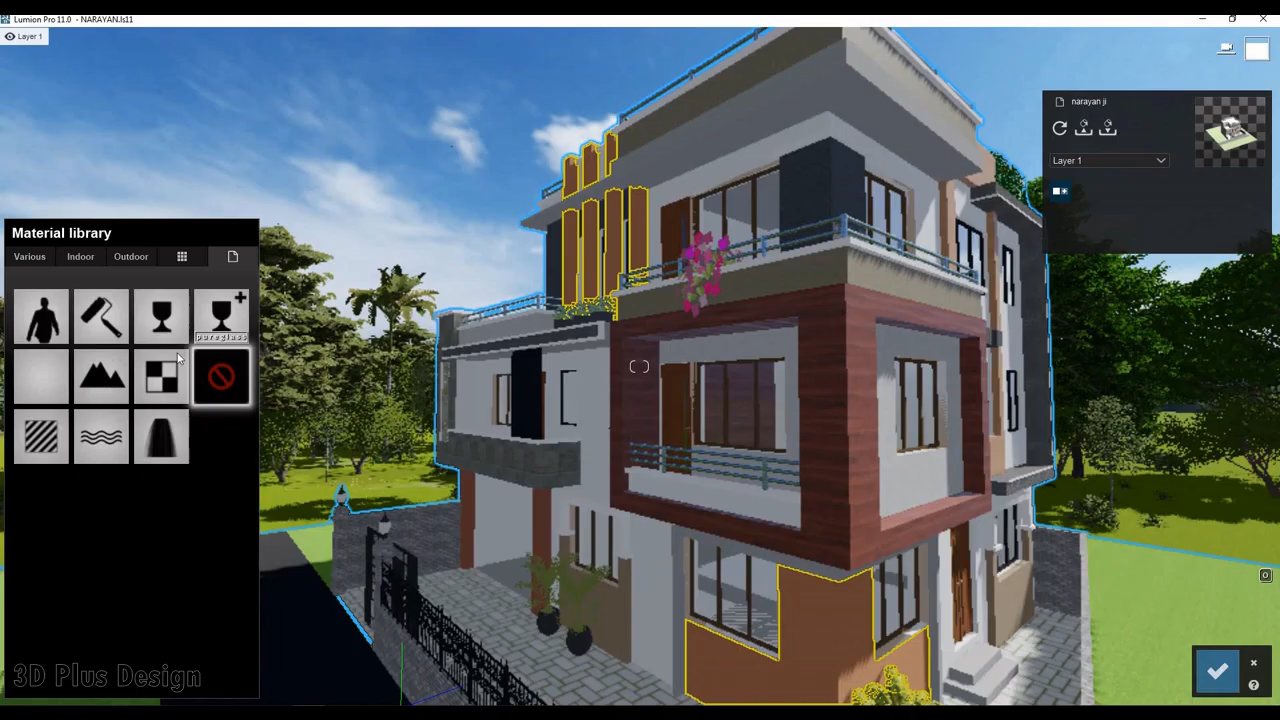 Lumion Pro 11.0 - NARAYAN.ls11
Layer 1
narayan ji
Layer 1
Material library
Various
Indoor
Outdoor
pureglass
3D Plus Design